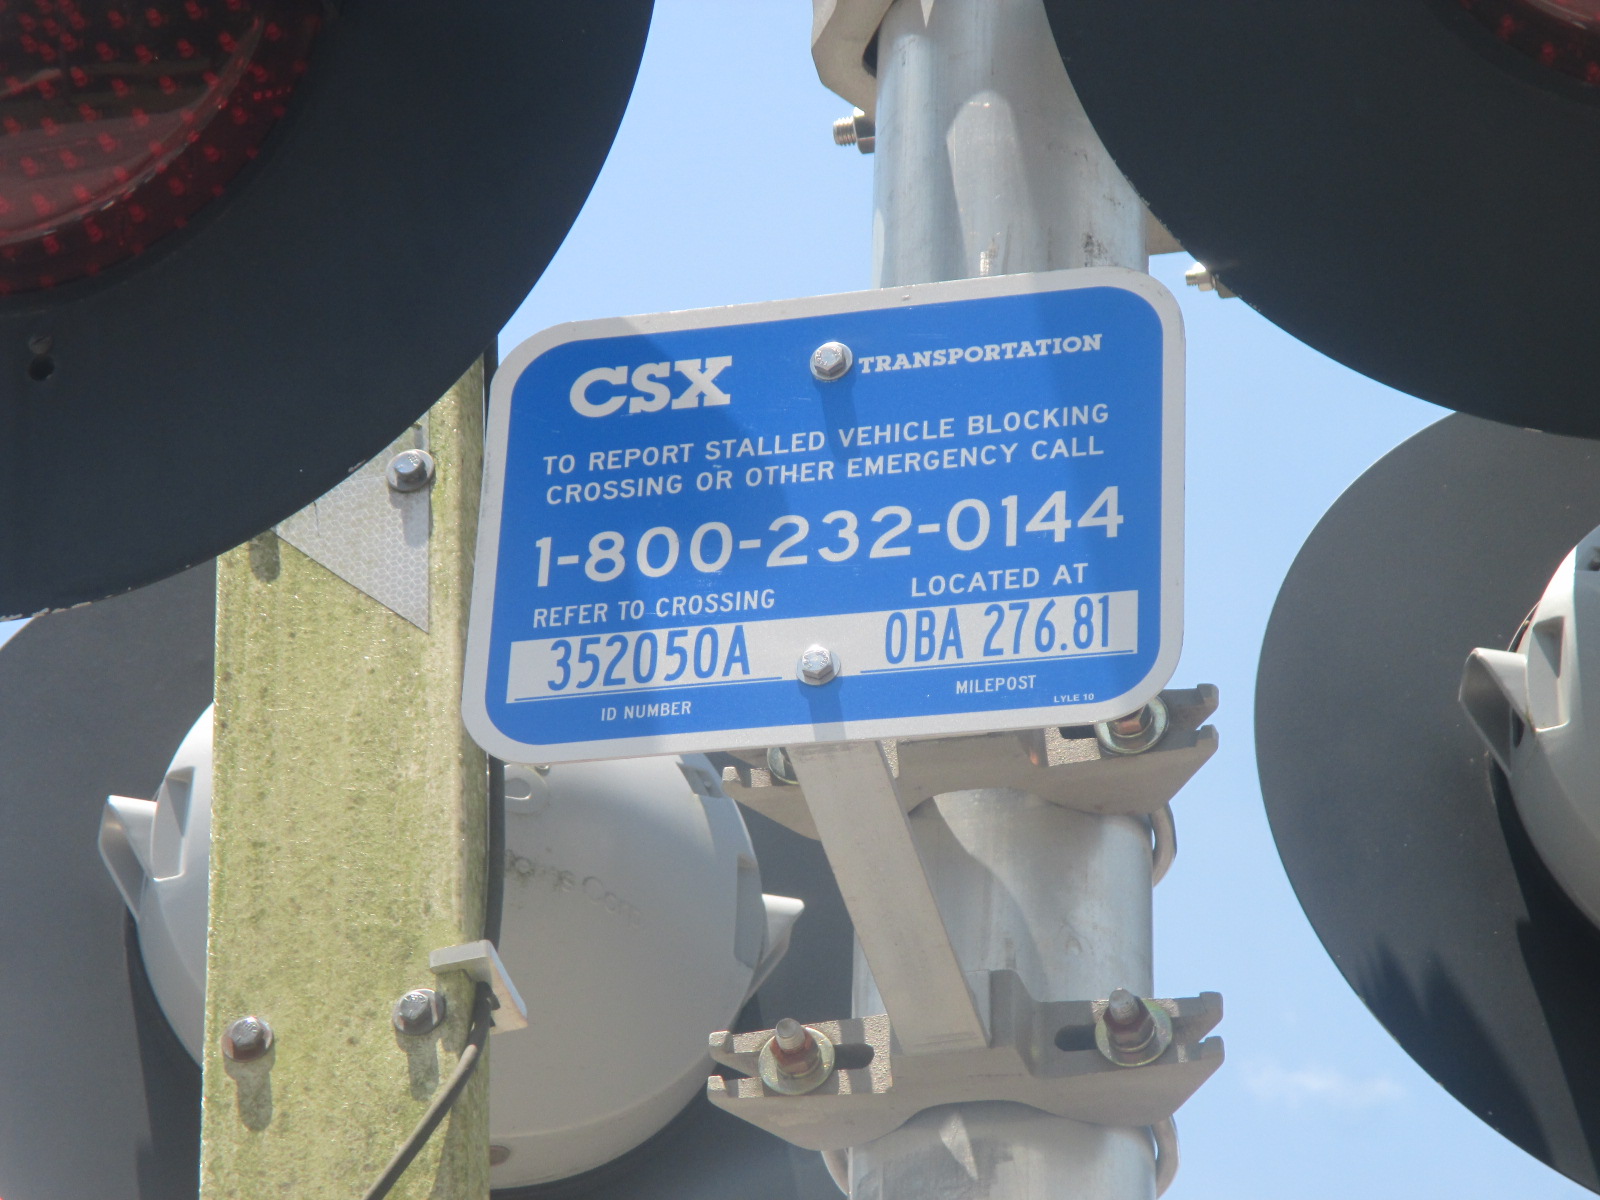 CSX TRANSPORTATION
TO REPORT STALLED VEHICLE BLOCKING
CROSSING OR OTHER EMERGENCY CALL
1-800-232-0144
REFER TO CROSSING LOCATED AT
352050A 0BA 276.81
ID NUMBER MILEPOST
LYLE 10
Corp